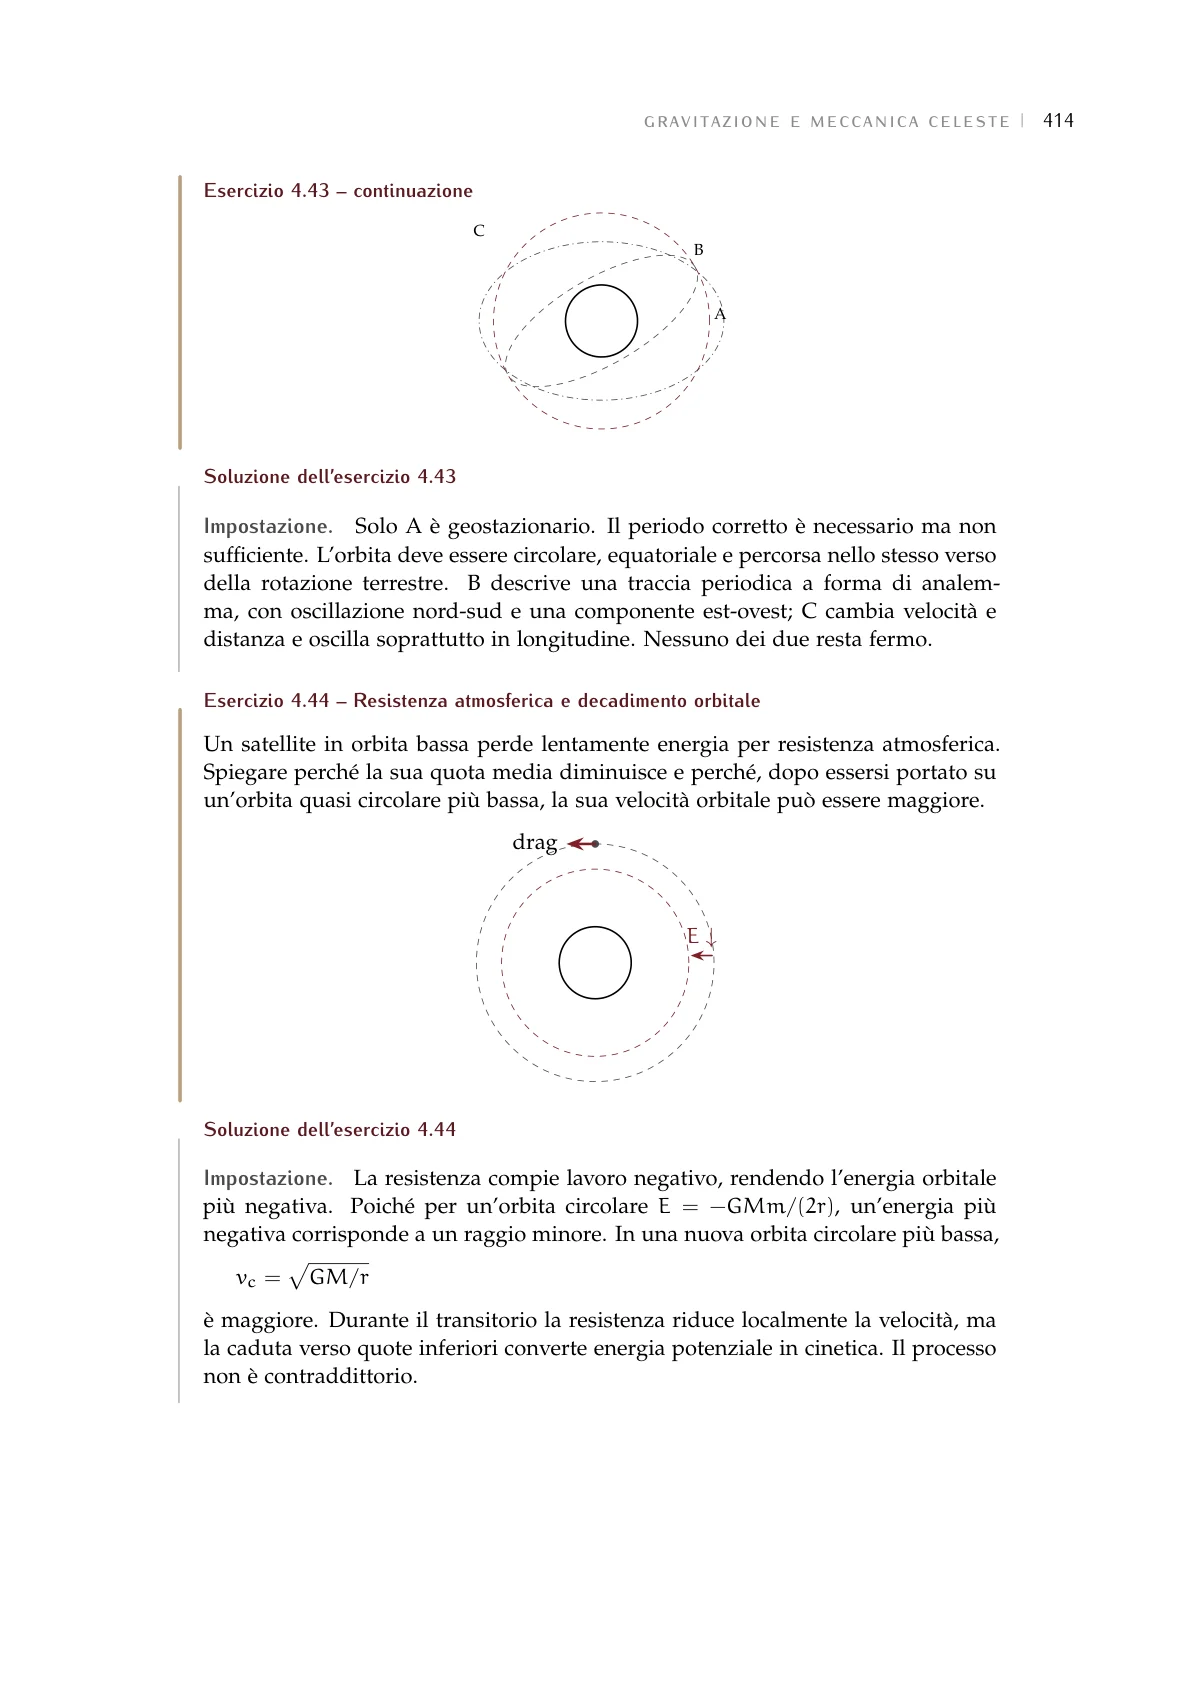 GRAVITAZIONE E MECCANICA CELESTE | 414
Esercizio 4.43 – continuazione
C
B
A
Soluzione dell'esercizio 4.43
Impostazione. Solo A è geostazionario. Il periodo corretto è necessario ma non
sufficiente. L'orbita deve essere circolare, equatoriale e percorsa nello stesso verso
della rotazione terrestre. B descrive una traccia periodica a forma di analem-
ma, con oscillazione nord-sud e una componente est-ovest; C cambia velocità e
distanza e oscilla soprattutto in longitudine. Nessuno dei due resta fermo.
Esercizio 4.44 – Resistenza atmosferica e decadimento orbitale
Un satellite in orbita bassa perde lentamente energia per resistenza atmosferica.
Spiegare perché la sua quota media diminuisce e perché, dopo essersi portato su
un'orbita quasi circolare più bassa, la sua velocità orbitale può essere maggiore.
drag
E ↓
Soluzione dell'esercizio 4.44
Impostazione. La resistenza compie lavoro negativo, rendendo l'energia orbitale
più negativa. Poiché per un'orbita circolare E = −GMm/(2r), un'energia più
negativa corrisponde a un raggio minore. In una nuova orbita circolare più bassa,
v_c = √(GM/r)
è maggiore. Durante il transitorio la resistenza riduce localmente la velocità, ma
la caduta verso quote inferiori converte energia potenziale in cinetica. Il processo
non è contraddittorio.